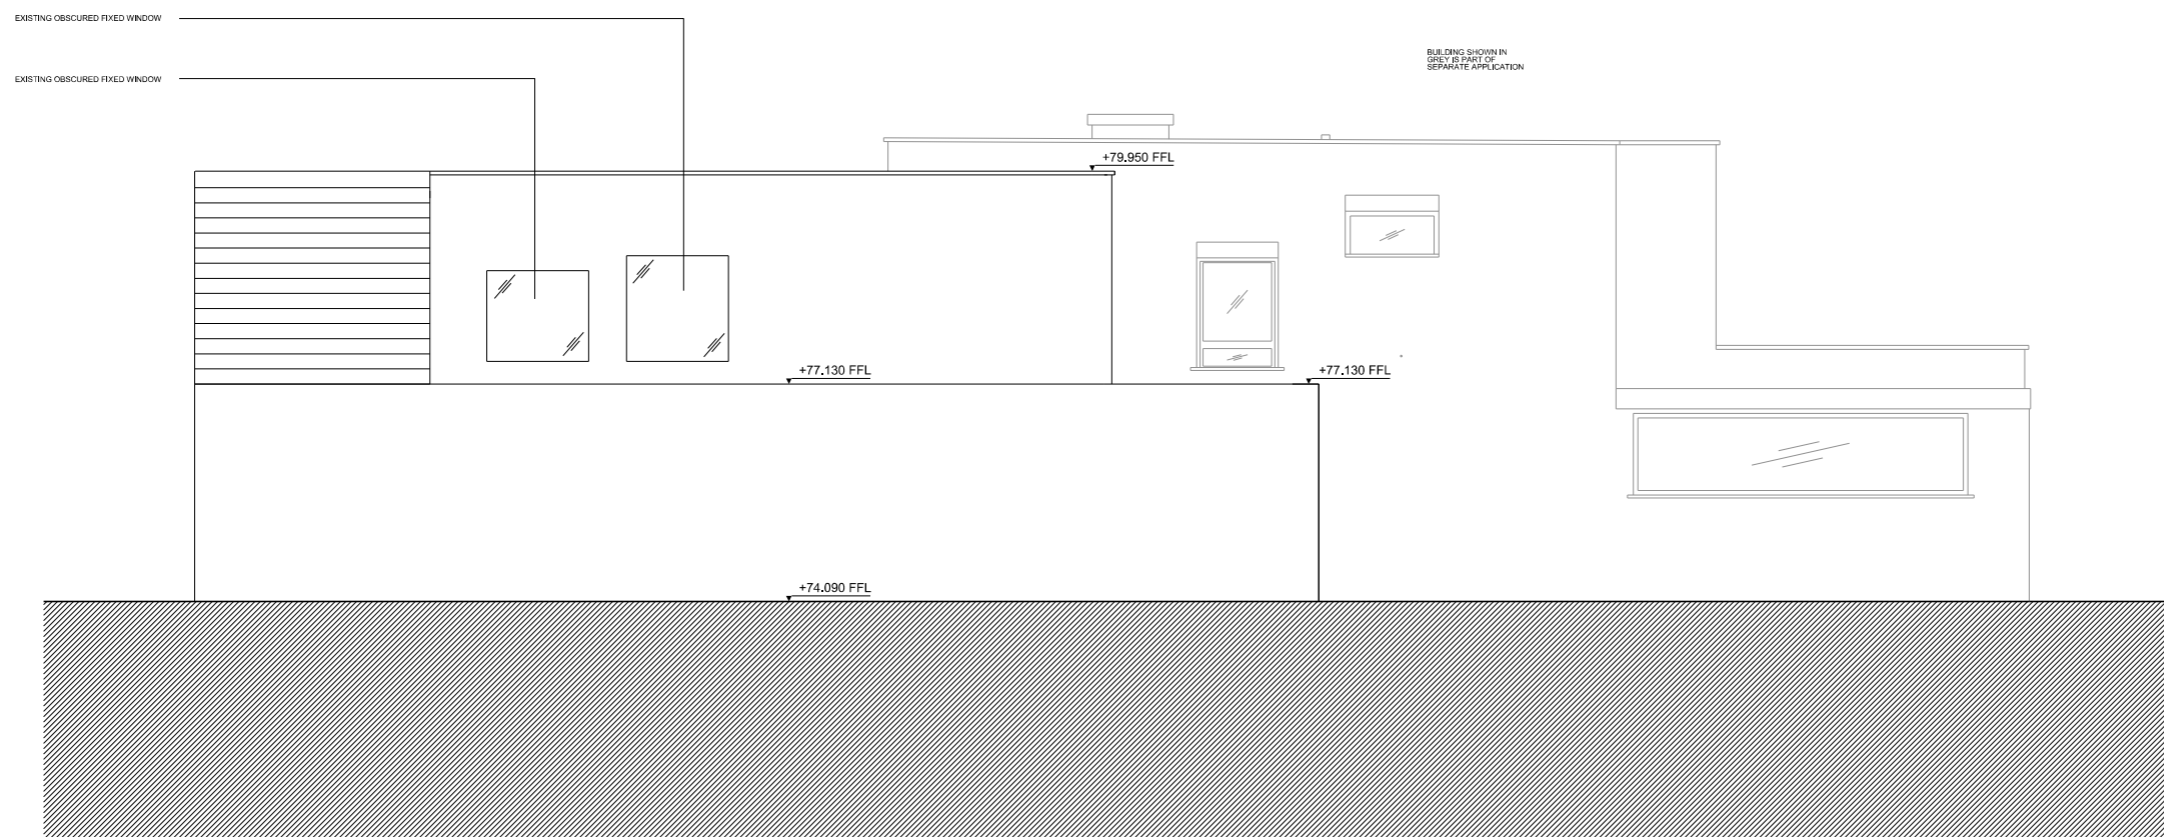 EXISTING OBSCURED FIXED WINDOW
BUILDING SHOWN IN
GREY IS PART OF
SEPARATE APPLICATION
EXISTING OBSCURED FIXED WINDOW
+79.950 FFL
+77.130 FFL
+77.130 FFL
+74.090 FFL